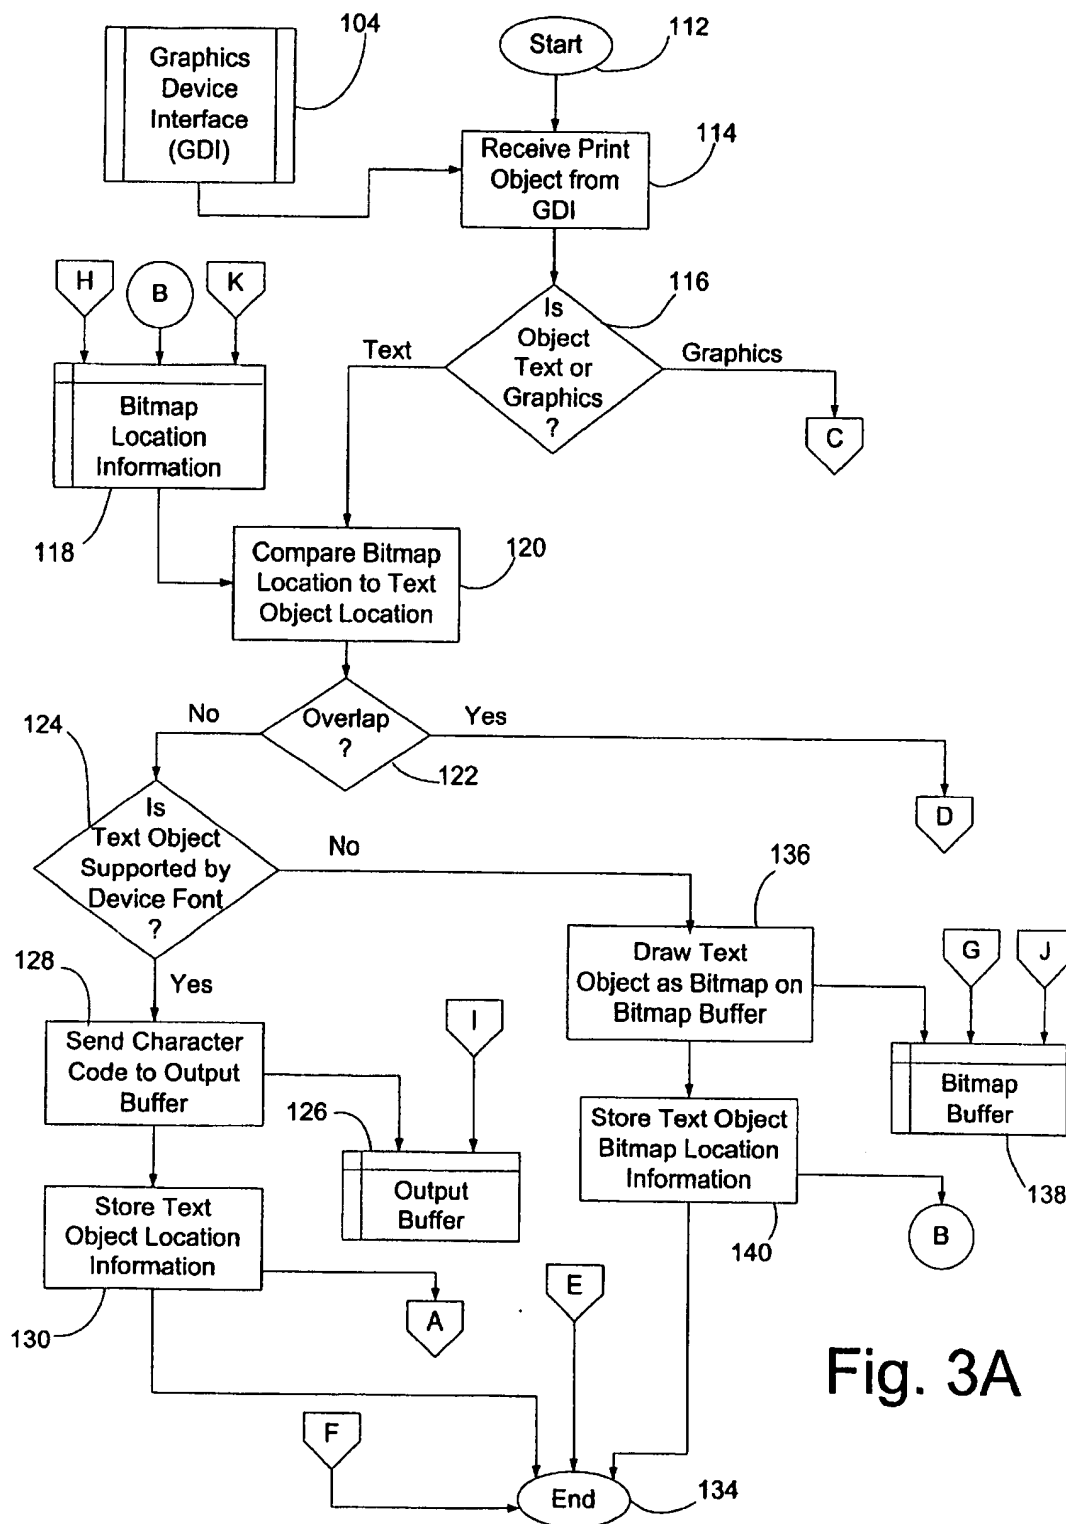 104
Graphics
Device
Interface
(GDI)
Start
112
Receive Print
Object from
GDI
114
H
B
K
116
Is
Object
Text or
Graphics
?
Text
Graphics
C
Bitmap
Location
Information
118
Compare Bitmap
Location to Text
Object Location
120
Overlap
?
No
Yes
122
D
124
Is
Text Object
Supported by
Device Font
?
No
Yes
136
Draw Text
Object as Bitmap on
Bitmap Buffer
G
J
Bitmap
Buffer
138
128
Send Character
Code to Output
Buffer
I
126
Output
Buffer
Store Text Object
Bitmap Location
Information
140
B
Store Text
Object Location
Information
130
A
E
F
End
134
Fig. 3A